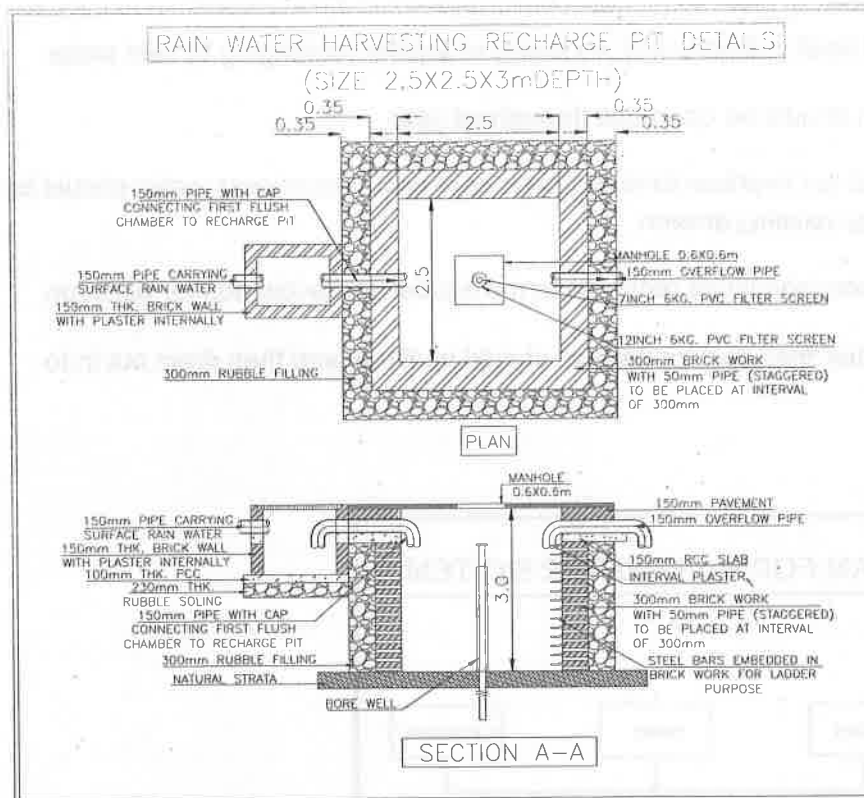 RAIN WATER HARVESTING RECHARGE PIT DETAILS
(SIZE 2.5X2.5X3mDEPTH)
0.35
0.35
0.35
2.5
0.35
150mm PIPE WITH CAP
CONNECTING FIRST FLUSH
CHAMBER TO RECHARGE PIT
150mm PIPE CARRYING
SURFACE RAIN WATER
150mm THK. BRICK WALL
WITH PLASTER INTERNALLY
300mm RUBBLE FILLING
2.5
MANHOLE 0.6X0.6m
150mm OVERFLOW PIPE
7INCH 6KG. PVC FILTER SCREEN
12INCH 6KG. PVC FILTER SCREEN
300mm BRICK WORK
WITH 50mm PIPE (STAGGERED)
TO BE PLACED AT INTERVAL
OF 300mm
PLAN
MANHOLE
0.6X0.6m
150mm PIPE CARRYING
SURFACE RAIN WATER
150mm THK. BRICK WALL
WITH PLASTER INTERNALLY
100mm THK. PCC
230mm THK.
RUBBLE SOLING
150mm PIPE WITH CAP
CONNECTING FIRST FLUSH
CHAMBER TO RECHARGE PIT
300mm RUBBLE FILLING
NATURAL STRATA
BORE WELL
3.0
150mm PAVEMENT
150mm OVERFLOW PIPE
150mm RCC SLAB
INTERVAL PLASTER
300mm BRICK WORK
WITH 50mm PIPE (STAGGERED)
TO BE PLACED AT INTERVAL
OF 300mm
STEEL BARS EMBEDDED IN
BRICK WORK FOR LADDER
PURPOSE
SECTION A-A